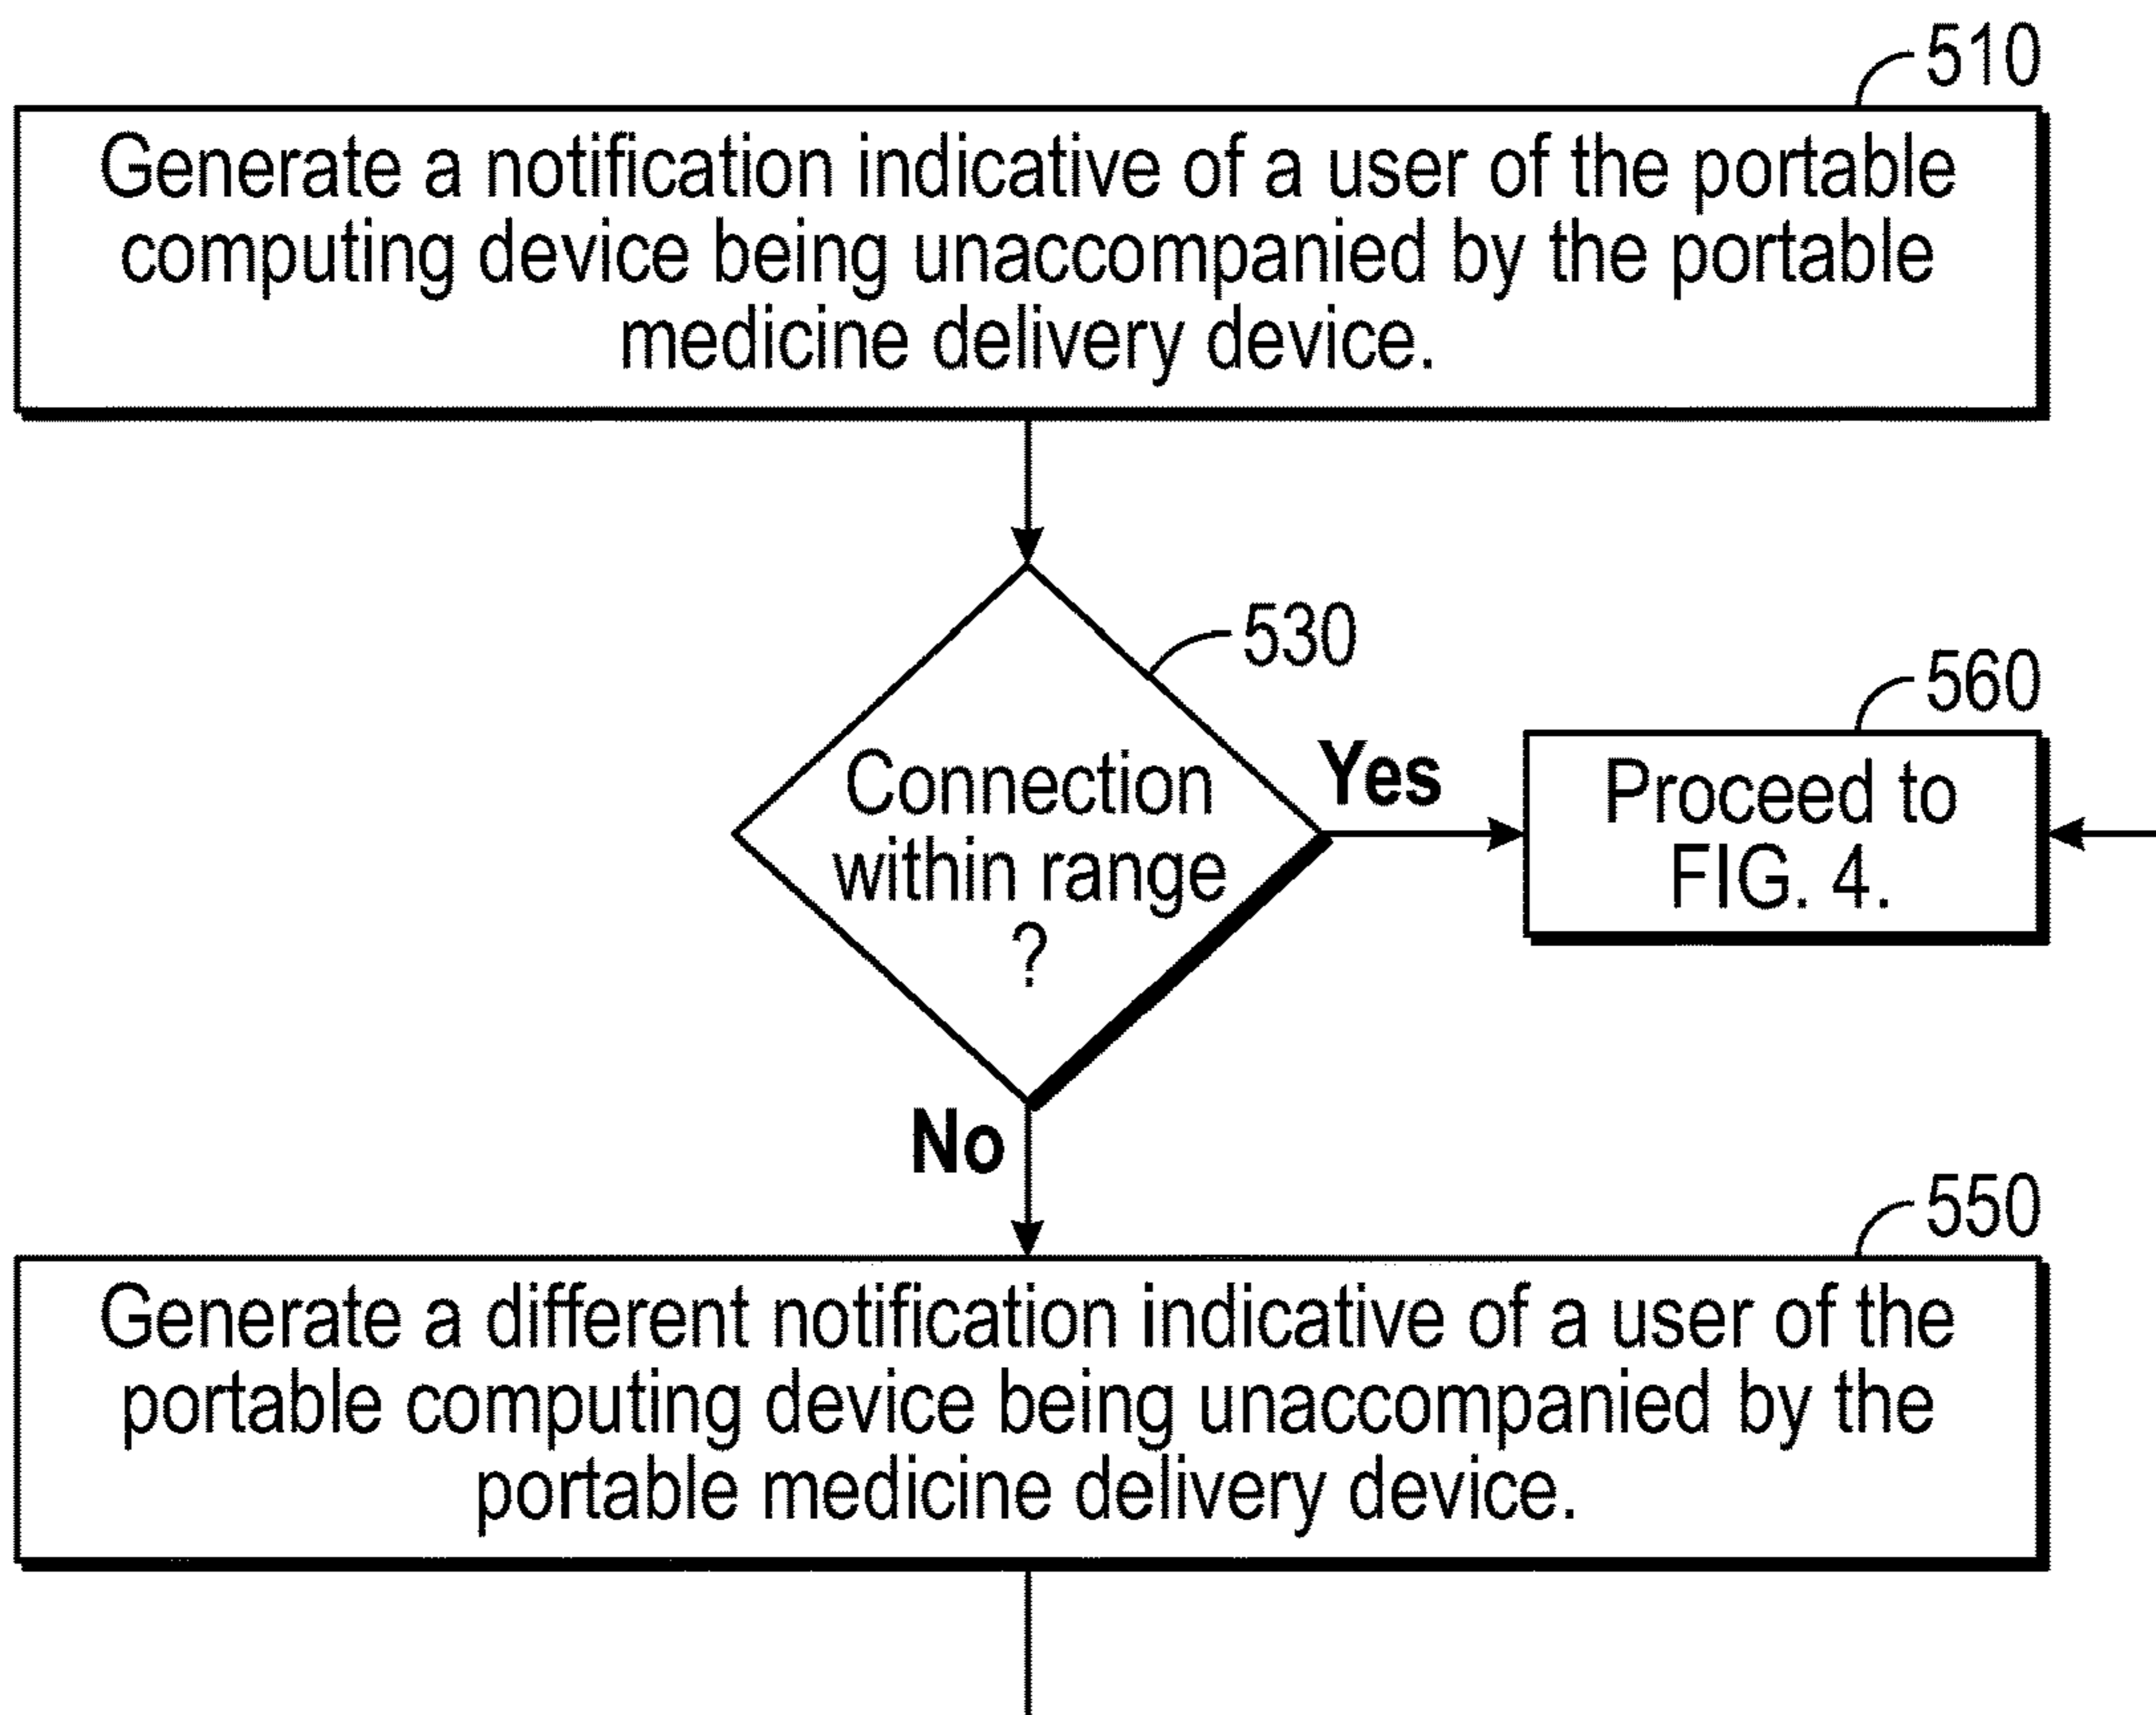 510
Generate a notification indicative of a user of the portable
computing device being unaccompanied by the portable
medicine delivery device.
530
Connection
within range
?
Yes
560
Proceed to
FIG. 4.
No
550
Generate a different notification indicative of a user of the
portable computing device being unaccompanied by the
portable medicine delivery device.